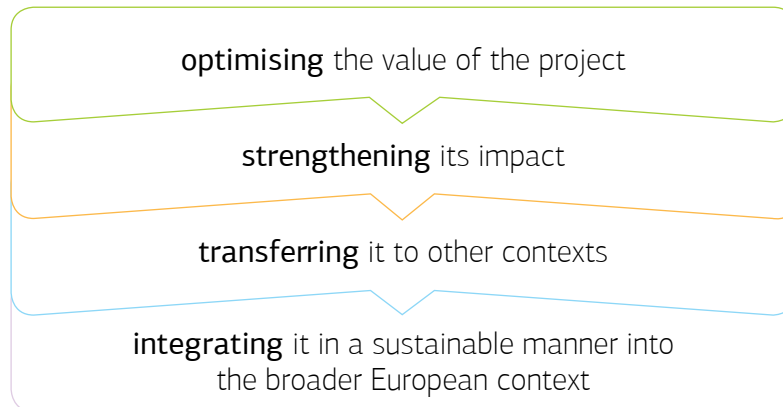 optimising the value of the project
strengthening its impact
transferring it to other contexts
integrating it in a sustainable manner into
the broader European context